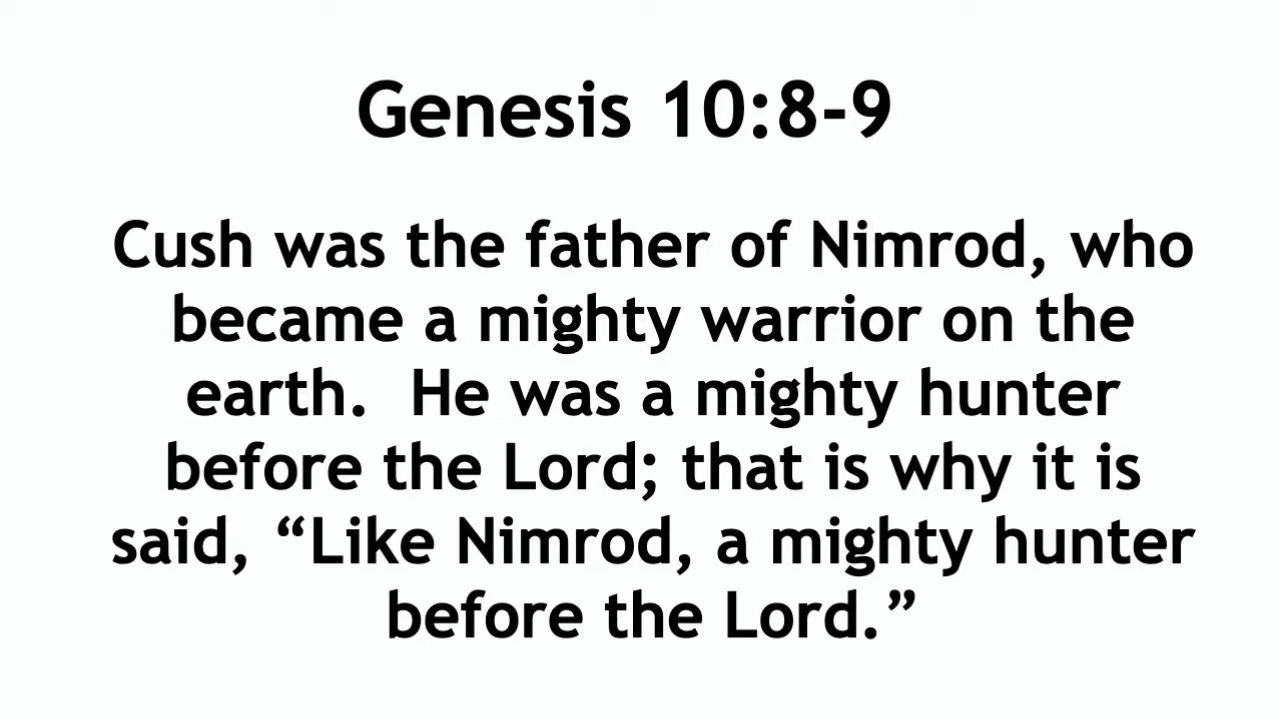 Genesis 10:8-9
Cush was the father of Nimrod, who
became a mighty warrior on the
earth.  He was a mighty hunter
before the Lord; that is why it is
said, “Like Nimrod, a mighty hunter
before the Lord.”